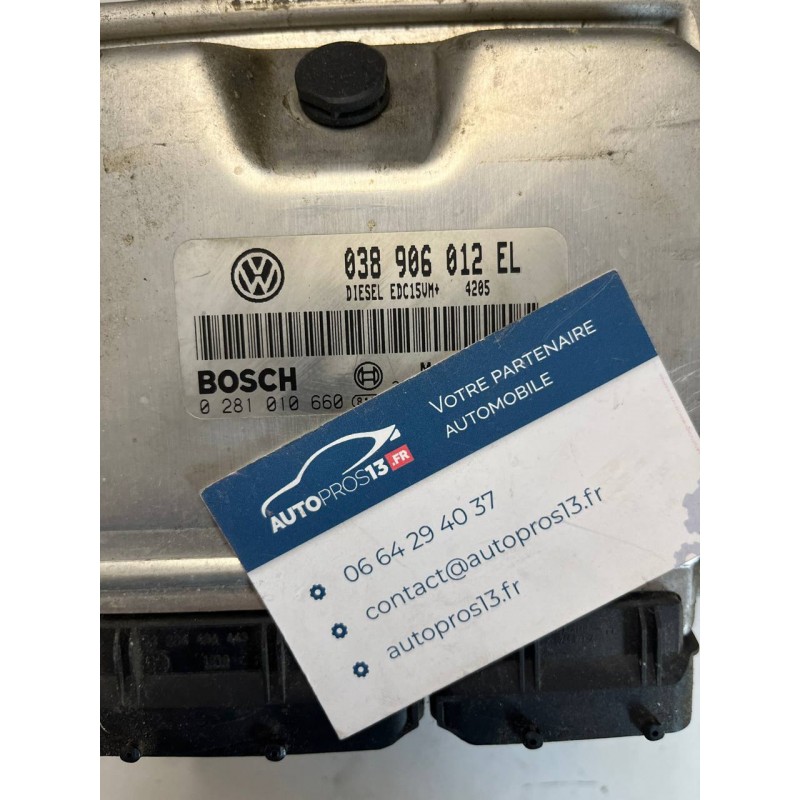 038 906 012 EL
DIESEL EDC15VM+ 4205
BOSCH
0 281 010 660
VOTRE PARTENAIRE
AUTOMOBILE
AUTOPROS13.FR
06 64 29 40 37
contact@autopros13.fr
autopros13.fr